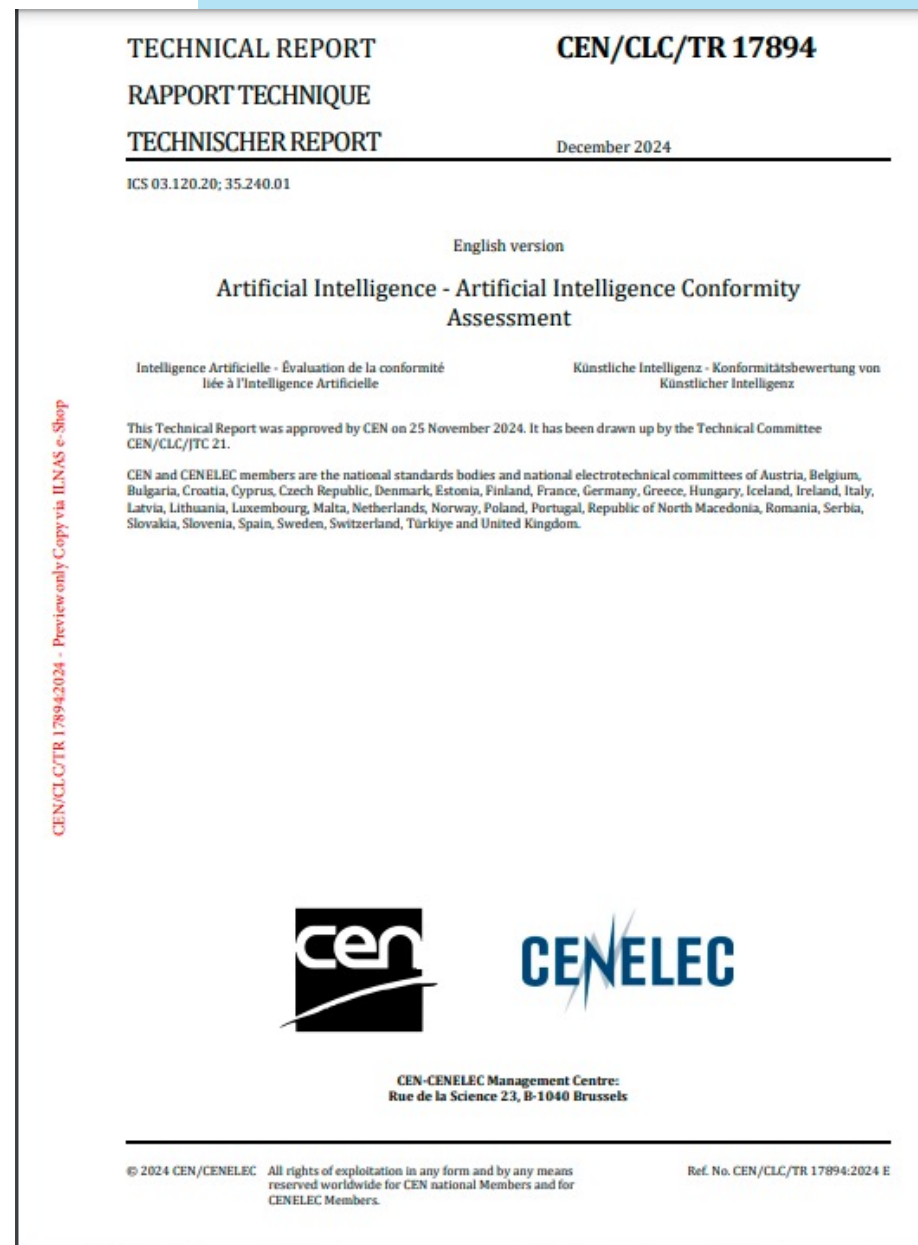 TECHNICAL REPORT
RAPPORT TECHNIQUE
TECHNISCHER REPORT
CEN/CLC/TR 17894
December 2024
ICS 03.120.20; 35.240.01
English version
Artificial Intelligence - Artificial Intelligence Conformity
Assessment
Intelligence Artificielle - Évaluation de la conformité
liée à l'Intelligence Artificielle
Künstliche Intelligenz - Konformitätsbewertung von
Künstlicher Intelligenz
This Technical Report was approved by CEN on 25 November 2024. It has been drawn up by the Technical Committee
CEN/CLC/JTC 21.
CEN and CENELEC members are the national standards bodies and national electrotechnical committees of Austria, Belgium,
Bulgaria, Croatia, Cyprus, Czech Republic, Denmark, Estonia, Finland, France, Germany, Greece, Hungary, Iceland, Ireland, Italy,
Latvia, Lithuania, Luxembourg, Malta, Netherlands, Norway, Poland, Portugal, Republic of North Macedonia, Romania, Serbia,
Slovakia, Slovenia, Spain, Sweden, Switzerland, Türkiye and United Kingdom.
CEN/CLC/TR 17894:2024 - Preview only Copy via ILNAS e-Shop
cen
CENELEC
CEN-CENELEC Management Centre:
Rue de la Science 23, B-1040 Brussels
© 2024 CEN/CENELEC
All rights of exploitation in any form and by any means
reserved worldwide for CEN national Members and for
CENELEC Members.
Ref. No. CEN/CLC/TR 17894:2024 E